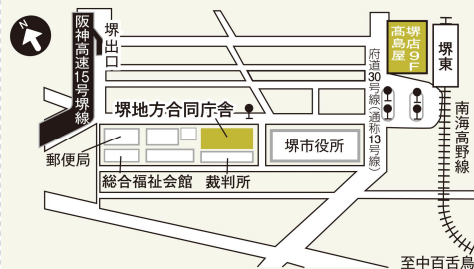 N
阪神高速15号堺線
堺出口
府道30号線(通称13号線)
堺店9F
髙島屋
堺東
南海高野線
堺地方合同庁舎
郵便局
堺市役所
総合福祉会館
裁判所
至中百舌鳥